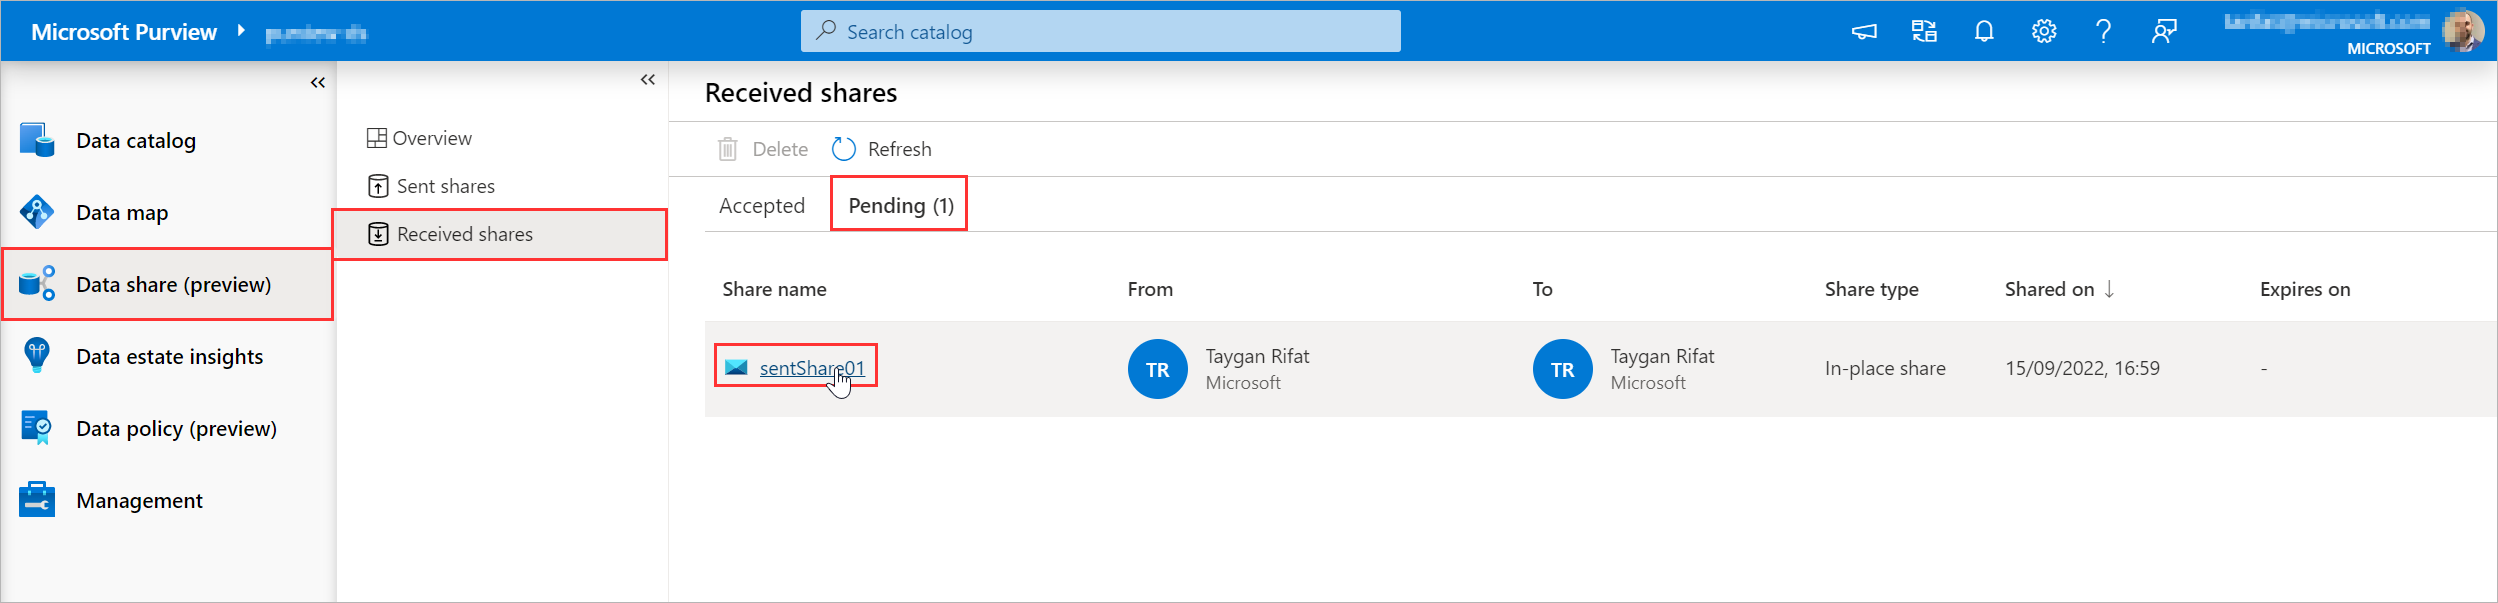 Microsoft Purview
Search catalog
MICROSOFT
Data catalog
Data map
Data share (preview)
Data estate insights
Data policy (preview)
Management
Overview
Sent shares
Received shares
Received shares
Delete Refresh
Accepted Pending (1)
Share name From To Share type Shared on Expires on
sentShare01 TR Taygan Rifat Microsoft TR Taygan Rifat Microsoft In-place share 15/09/2022, 16:59 -